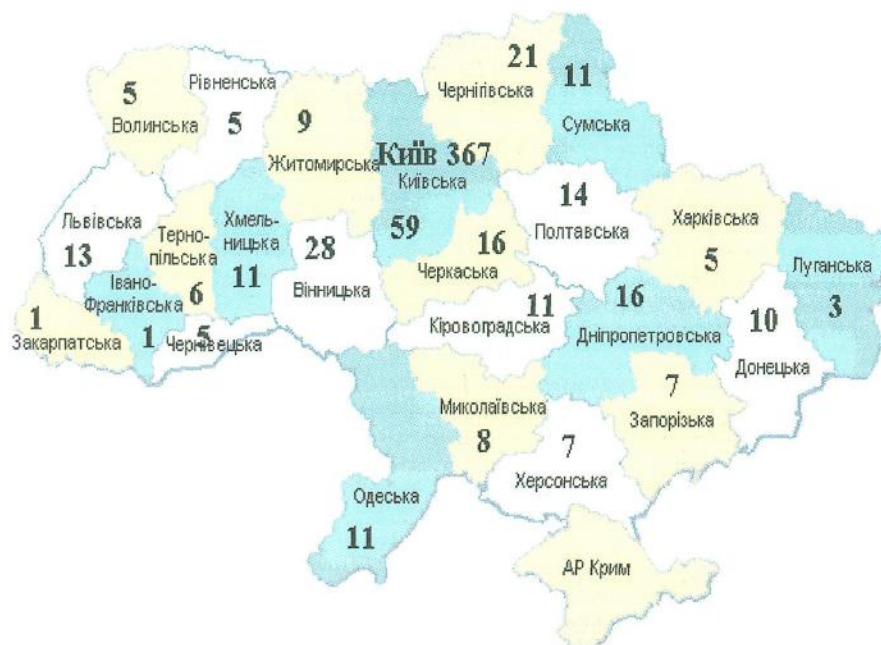 21
Чернігівська
11
Сумська
Рівненська
5
5
Волинська
9
Житомирська
Київ 367
Київська
59
14
Полтавська
Харківська
5
Луганська
3
Львівська
13
Терно-
пільська
6
Хмель-
ницька
11
28
Вінницька
16
Черкаська
Івано-
Франківська
1
1
Закарпатська
5
Чернівецька
11
Кіровоградська
16
Дніпропетровська
10
Донецька
Миколаївська
8
7
Запорізька
7
Херсонська
Одеська
11
АР Крим